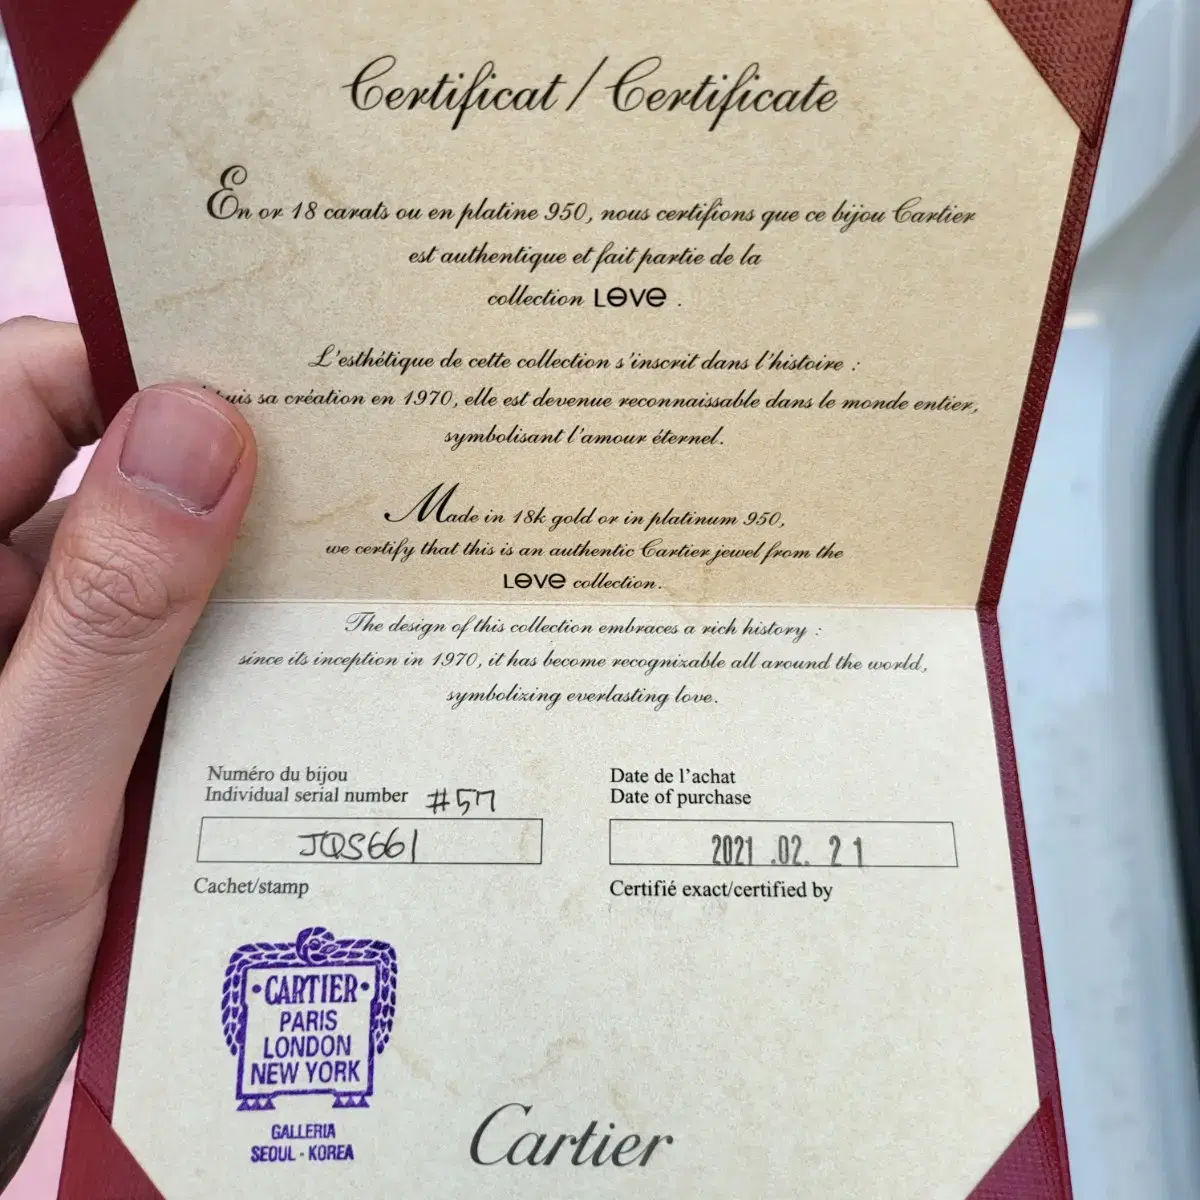 Certificat / Certificate
En or 18 carats ou en platine 950, nous certifions que ce bijou Cartier
est authentique et fait partie de la
collection LOVE .
L'esthétique de cette collection s'inscrit dans l'histoire :
sa création en 1970, elle est devenue reconnaissable dans le monde entier,
symbolisant l'amour éternel.
Made in 18k gold or in platinum 950,
we certify that this is an authentic Cartier jewel from the
LOVE collection.
The design of this collection embraces a rich history :
since its inception in 1970, it has become recognizable all around the world,
symbolizing everlasting love.
Numéro du bijou
Individual serial number #57
JQS661
Cachet/stamp
Date de l'achat
Date of purchase
2021 .02. 21
Certifié exact/certified by
·CARTIER·
PARIS
LONDON
NEW YORK
GALLERIA
SEOUL - KOREA
Cartier